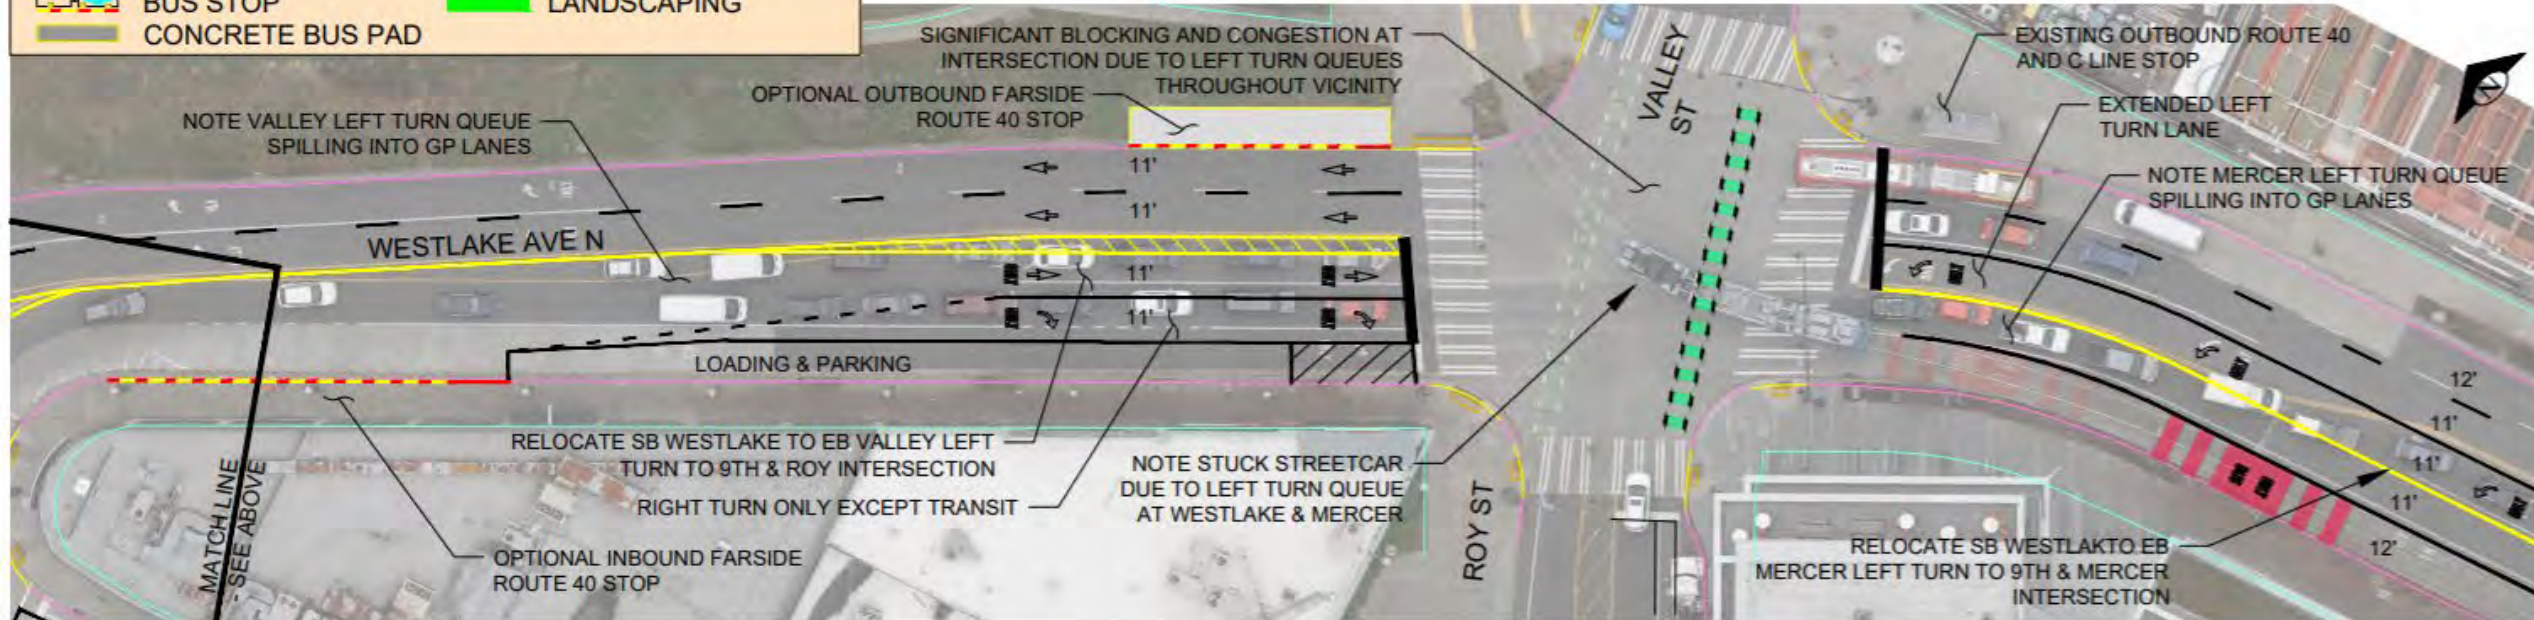 BUS STOP
LANDSCAPING
CONCRETE BUS PAD
SIGNIFICANT BLOCKING AND CONGESTION AT
INTERSECTION DUE TO LEFT TURN QUEUES
THROUGHOUT VICINITY
VALLEY
ST
EXISTING OUTBOUND ROUTE 40
AND C LINE STOP
N
OPTIONAL OUTBOUND FARSIDE
ROUTE 40 STOP
EXTENDED LEFT
TURN LANE
NOTE VALLEY LEFT TURN QUEUE
SPILLING INTO GP LANES
NOTE MERCER LEFT TURN QUEUE
SPILLING INTO GP LANES
11'
11'
WESTLAKE AVE N
11'
11'
LOADING & PARKING
12'
11'
11'
11'
12'
RELOCATE SB WESTLAKE TO EB VALLEY LEFT
TURN TO 9TH & ROY INTERSECTION
RIGHT TURN ONLY EXCEPT TRANSIT
NOTE STUCK STREETCAR
DUE TO LEFT TURN QUEUE
AT WESTLAKE & MERCER
ROY ST
MATCH LINE
- SEE ABOVE
OPTIONAL INBOUND FARSIDE
ROUTE 40 STOP
RELOCATE SB WESTLAKTO EB
MERCER LEFT TURN TO 9TH & MERCER
INTERSECTION